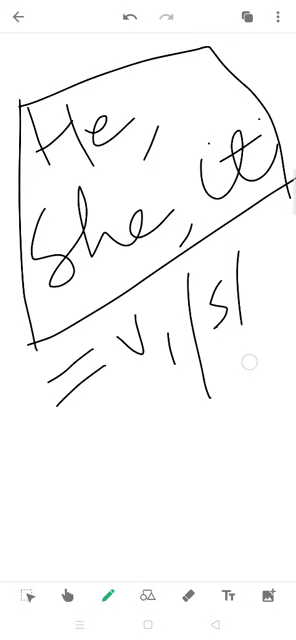 He,
She, it
= V1/s/